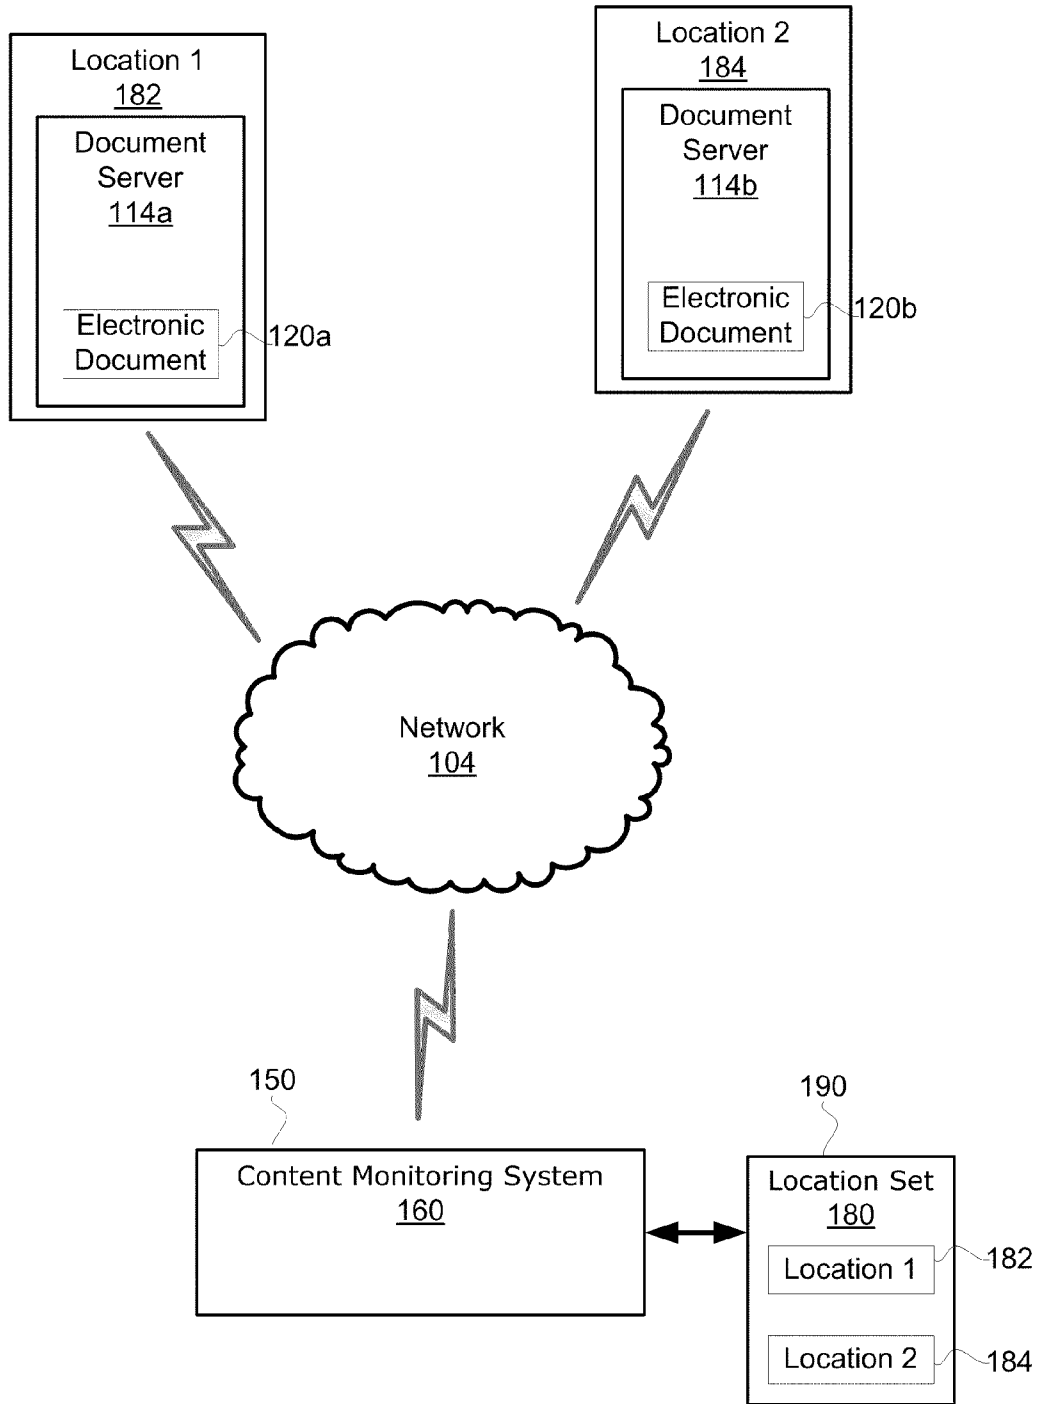 Location 1
182
Document
Server
114a
Electronic
Document
120a
Location 2
184
Document
Server
114b
Electronic
Document
120b
Network
104
150
Content Monitoring System
160
190
Location Set
180
Location 1
182
Location 2
184